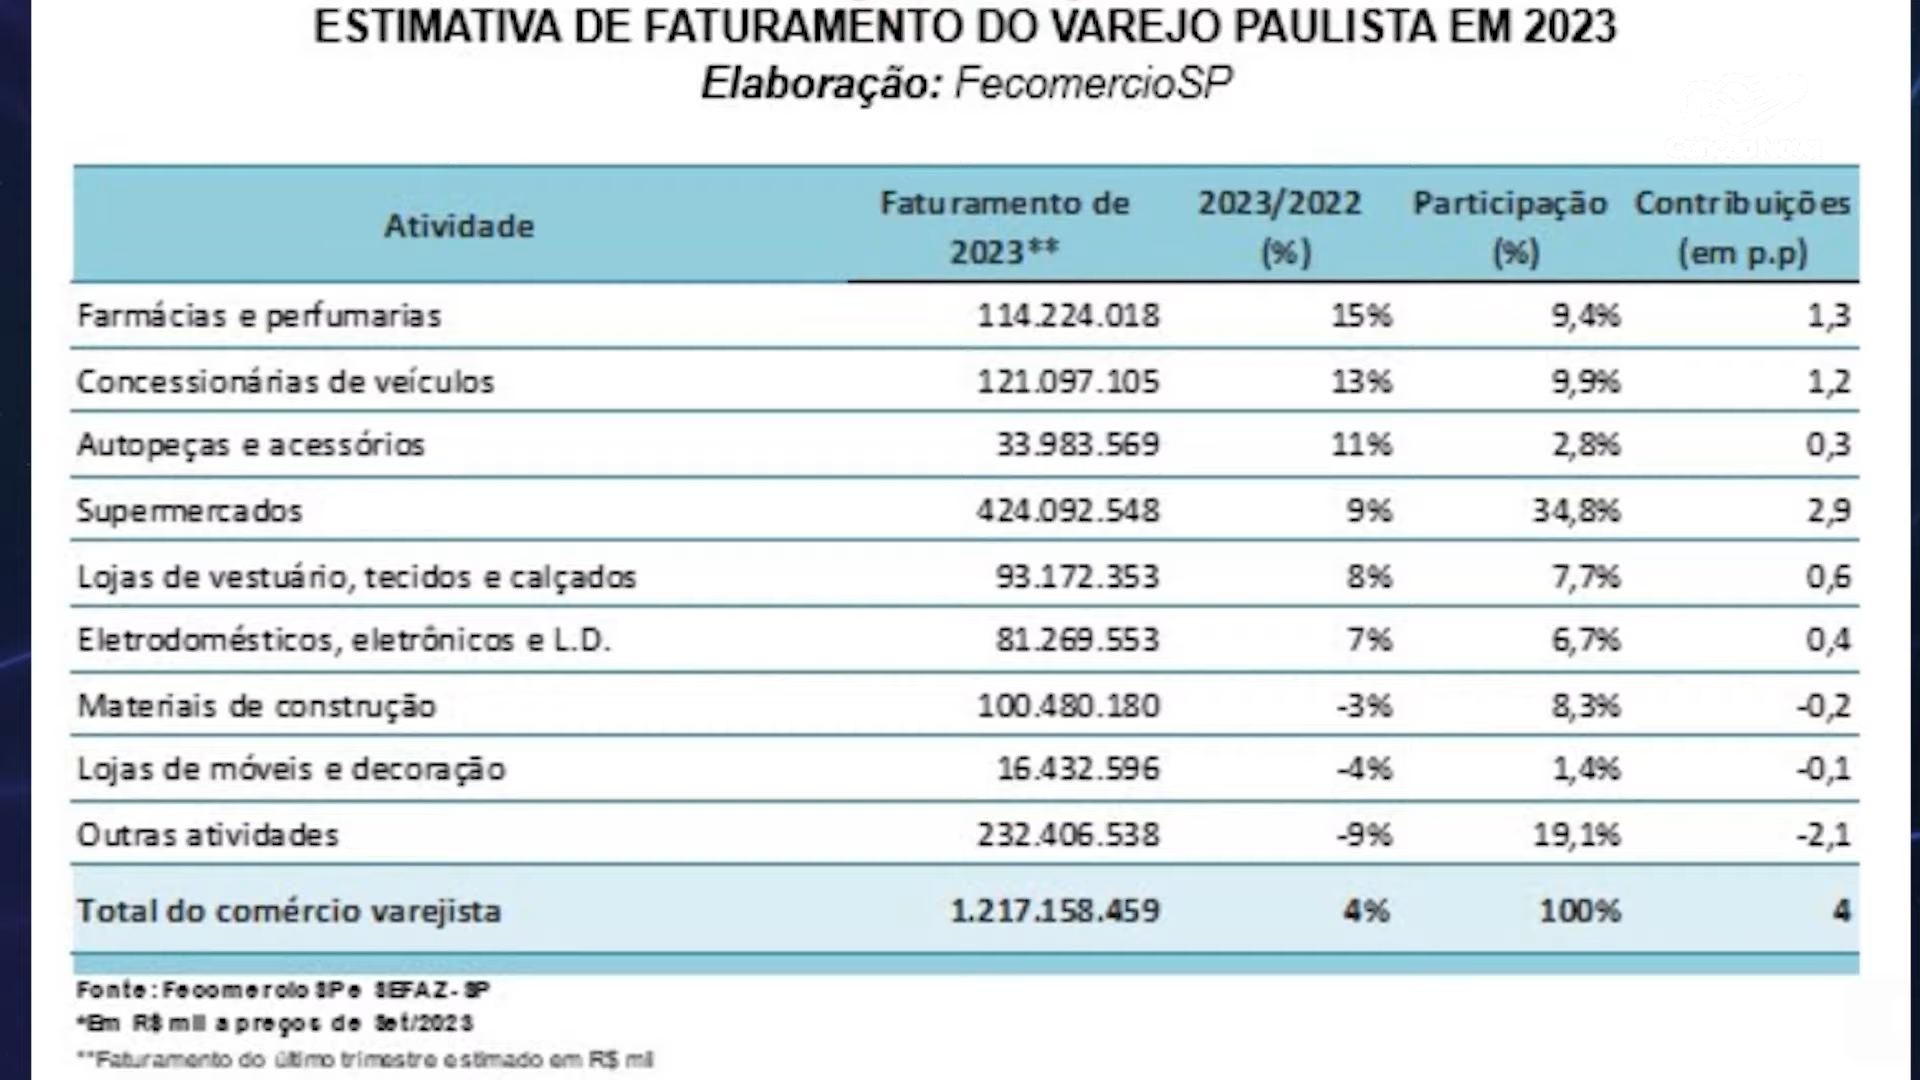 ESTIMATIVA DE FATURAMENTO DO VAREJO PAULISTA EM 2023
Elaboração: FecomercioSP
Atividade Faturamento de 2023** 2023/2022 (%) Participação (%) Contribuições (em p.p)
Farmácias e perfumarias 114.224.018 15% 9,4% 1,3
Concessionárias de veículos 121.097.105 13% 9,9% 1,2
Autopeças e acessórios 33.983.569 11% 2,8% 0,3
Supermercados 424.092.548 9% 34,8% 2,9
Lojas de vestuário, tecidos e calçados 93.172.353 8% 7,7% 0,6
Eletrodomésticos, eletrônicos e L.D. 81.269.553 7% 6,7% 0,4
Materiais de construção 100.480.180 -3% 8,3% -0,2
Lojas de móveis e decoração 16.432.596 -4% 1,4% -0,1
Outras atividades 232.406.538 -9% 19,1% -2,1
Total do comércio varejista 1.217.158.459 4% 100% 4
Fonte: Fecomercio SP e SEFAZ-SP
*Em R$ mil a preços de Set/2023
**Faturamento do último trimestre estimado em R$ mil